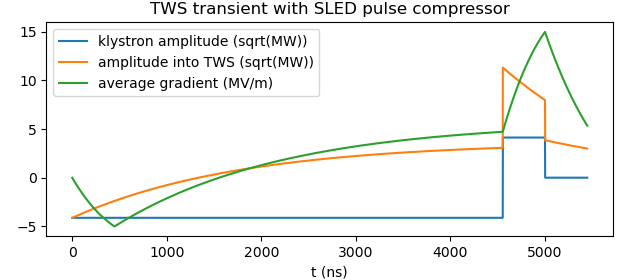 TWS transient with SLED pulse compressor
klystron amplitude (sqrt(MW))
amplitude into TWS (sqrt(MW))
average gradient (MV/m)
15
10
5
0
−5
0 1000 2000 3000 4000 5000
t (ns)